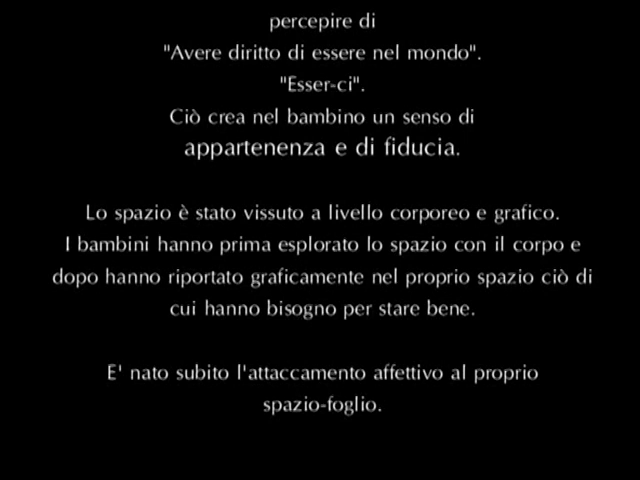 percepire di
"Avere diritto di essere nel mondo".
"Esser-ci".
Ciò crea nel bambino un senso di
appartenenza e di fiducia.
Lo spazio è stato vissuto a livello corporeo e grafico.
I bambini hanno prima esplorato lo spazio con il corpo e
dopo hanno riportato graficamente nel proprio spazio ciò di
cui hanno bisogno per stare bene.
E' nato subito l'attaccamento affettivo al proprio
spazio-foglio.